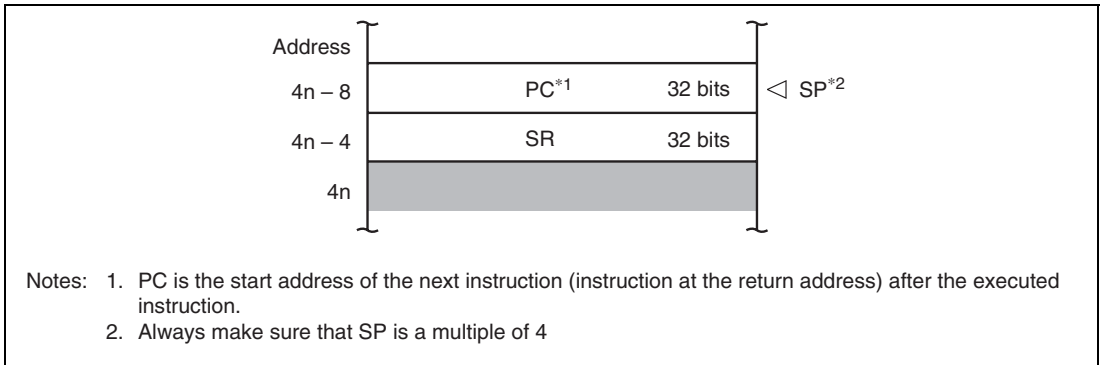 Address
4n – 8 PC*1 32 bits ◁ SP*2
4n – 4 SR 32 bits
4n
Notes: 1. PC is the start address of the next instruction (instruction at the return address) after the executed
instruction.
2. Always make sure that SP is a multiple of 4